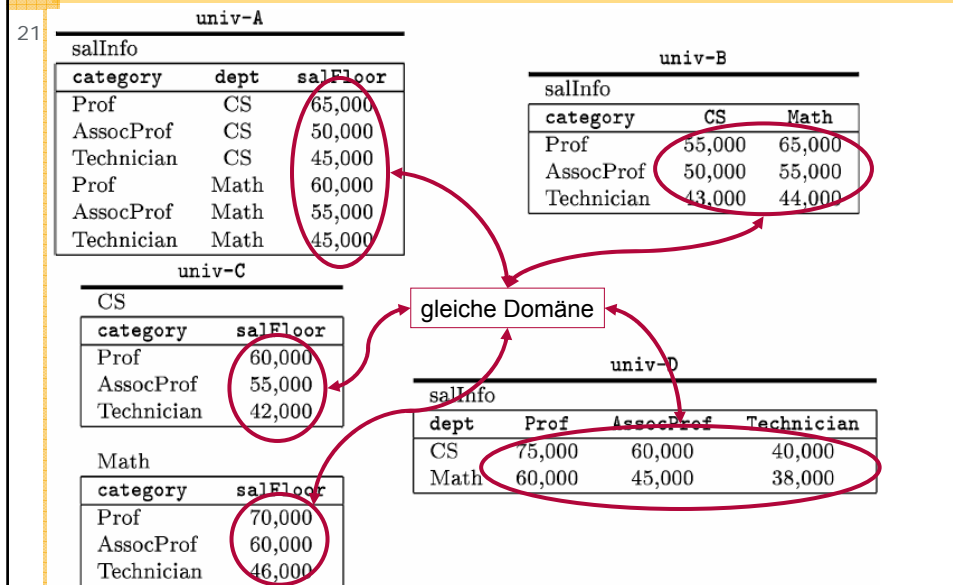 21
univ-A
salInfo
category dept salFloor
Prof CS 65,000
AssocProf CS 50,000
Technician CS 45,000
Prof Math 60,000
AssocProf Math 55,000
Technician Math 45,000
univ-B
salInfo
category CS Math
Prof 55,000 65,000
AssocProf 50,000 55,000
Technician 43,000 44,000
univ-C
CS
category salFloor
Prof 60,000
AssocProf 55,000
Technician 42,000
Math
category salFloor
Prof 70,000
AssocProf 60,000
Technician 46,000
gleiche Domäne
univ-D
salInfo
dept Prof AssocProf Technician
CS 75,000 60,000 40,000
Math 60,000 45,000 38,000